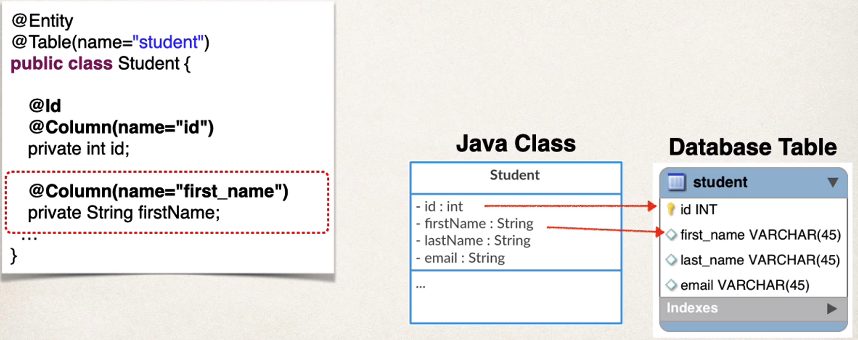 @Entity
@Table(name="student")
public class Student {
@Id
@Column(name="id")
private int id;
@Column(name="first_name")
private String firstName;
...
}
Java Class
Student
- id : int
- firstName : String
- lastName : String
- email : String
...
Database Table
student
id INT
first_name VARCHAR(45)
last_name VARCHAR(45)
email VARCHAR(45)
Indexes